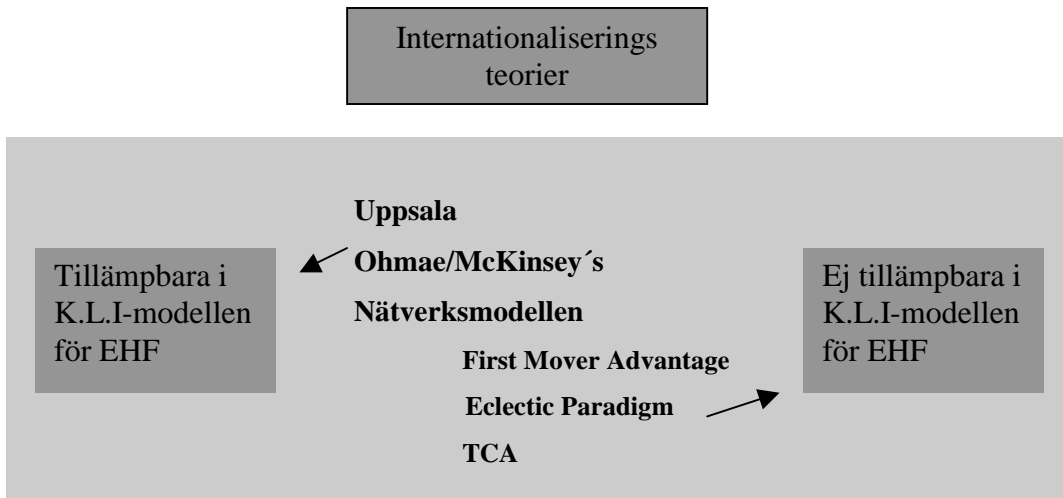 Internationaliserings
teorier
Tillämpbara i
K.L.I-modellen
för EHF
Uppsala
Ohmae/McKinsey´s
Nätverksmodellen
First Mover Advantage
Eclectic Paradigm
TCA
Ej tillämpbara i
K.L.I-modellen
för EHF